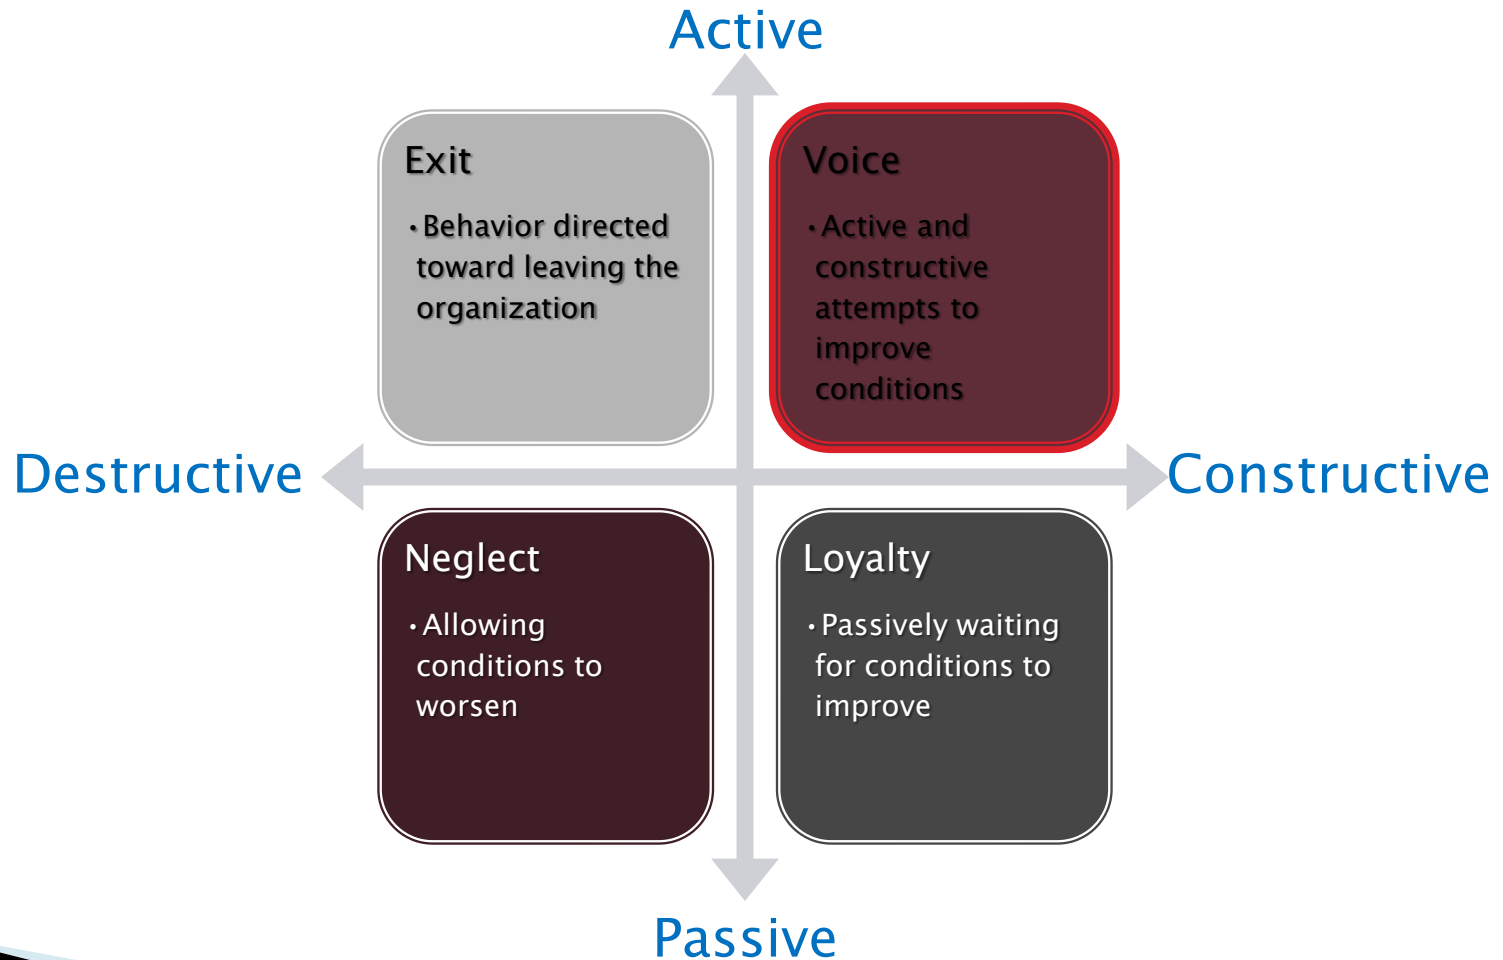 Active
Exit
•Behavior directed
toward leaving the
organization
Voice
•Active and
constructive
attempts to
improve
conditions
Destructive
Constructive
Neglect
•Allowing
conditions to
worsen
Loyalty
•Passively waiting
for conditions to
improve
Passive